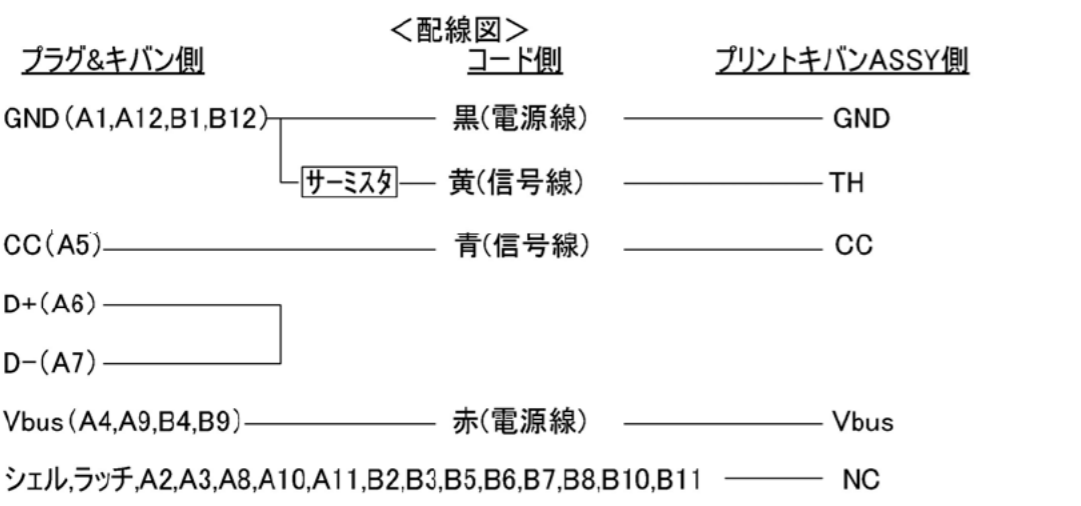 ＜配線図＞
プラグ&キバン側 コード側 プリントキバンASSY側
GND(A1,A12,B1,B12) 黒(電源線) GND
サーミスタ 黄(信号線) TH
CC(A5) 青(信号線) CC
D+(A6)
D-(A7)
Vbus(A4,A9,B4,B9) 赤(電源線) Vbus
シェル,ラッチ,A2,A3,A8,A10,A11,B2,B3,B5,B6,B7,B8,B10,B11 NC